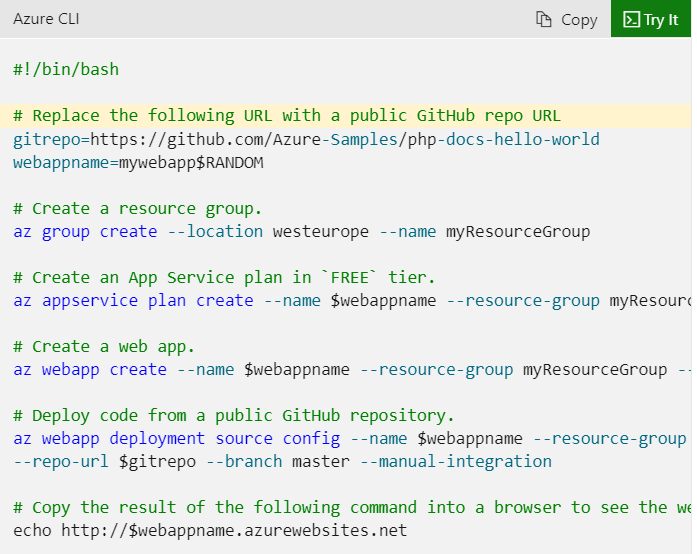 Azure CLI
Copy
Try It
#!/bin/bash
# Replace the following URL with a public GitHub repo URL
gitrepo=https://github.com/Azure-Samples/php-docs-hello-world
webappname=mywebapp$RANDOM
# Create a resource group.
az group create --location westeurope --name myResourceGroup
# Create an App Service plan in `FREE` tier.
az appservice plan create --name $webappname --resource-group myResourc
# Create a web app.
az webapp create --name $webappname --resource-group myResourceGroup --
# Deploy code from a public GitHub repository.
az webapp deployment source config --name $webappname --resource-group
--repo-url $gitrepo --branch master --manual-integration
# Copy the result of the following command into a browser to see the we
echo http://$webappname.azurewebsites.net